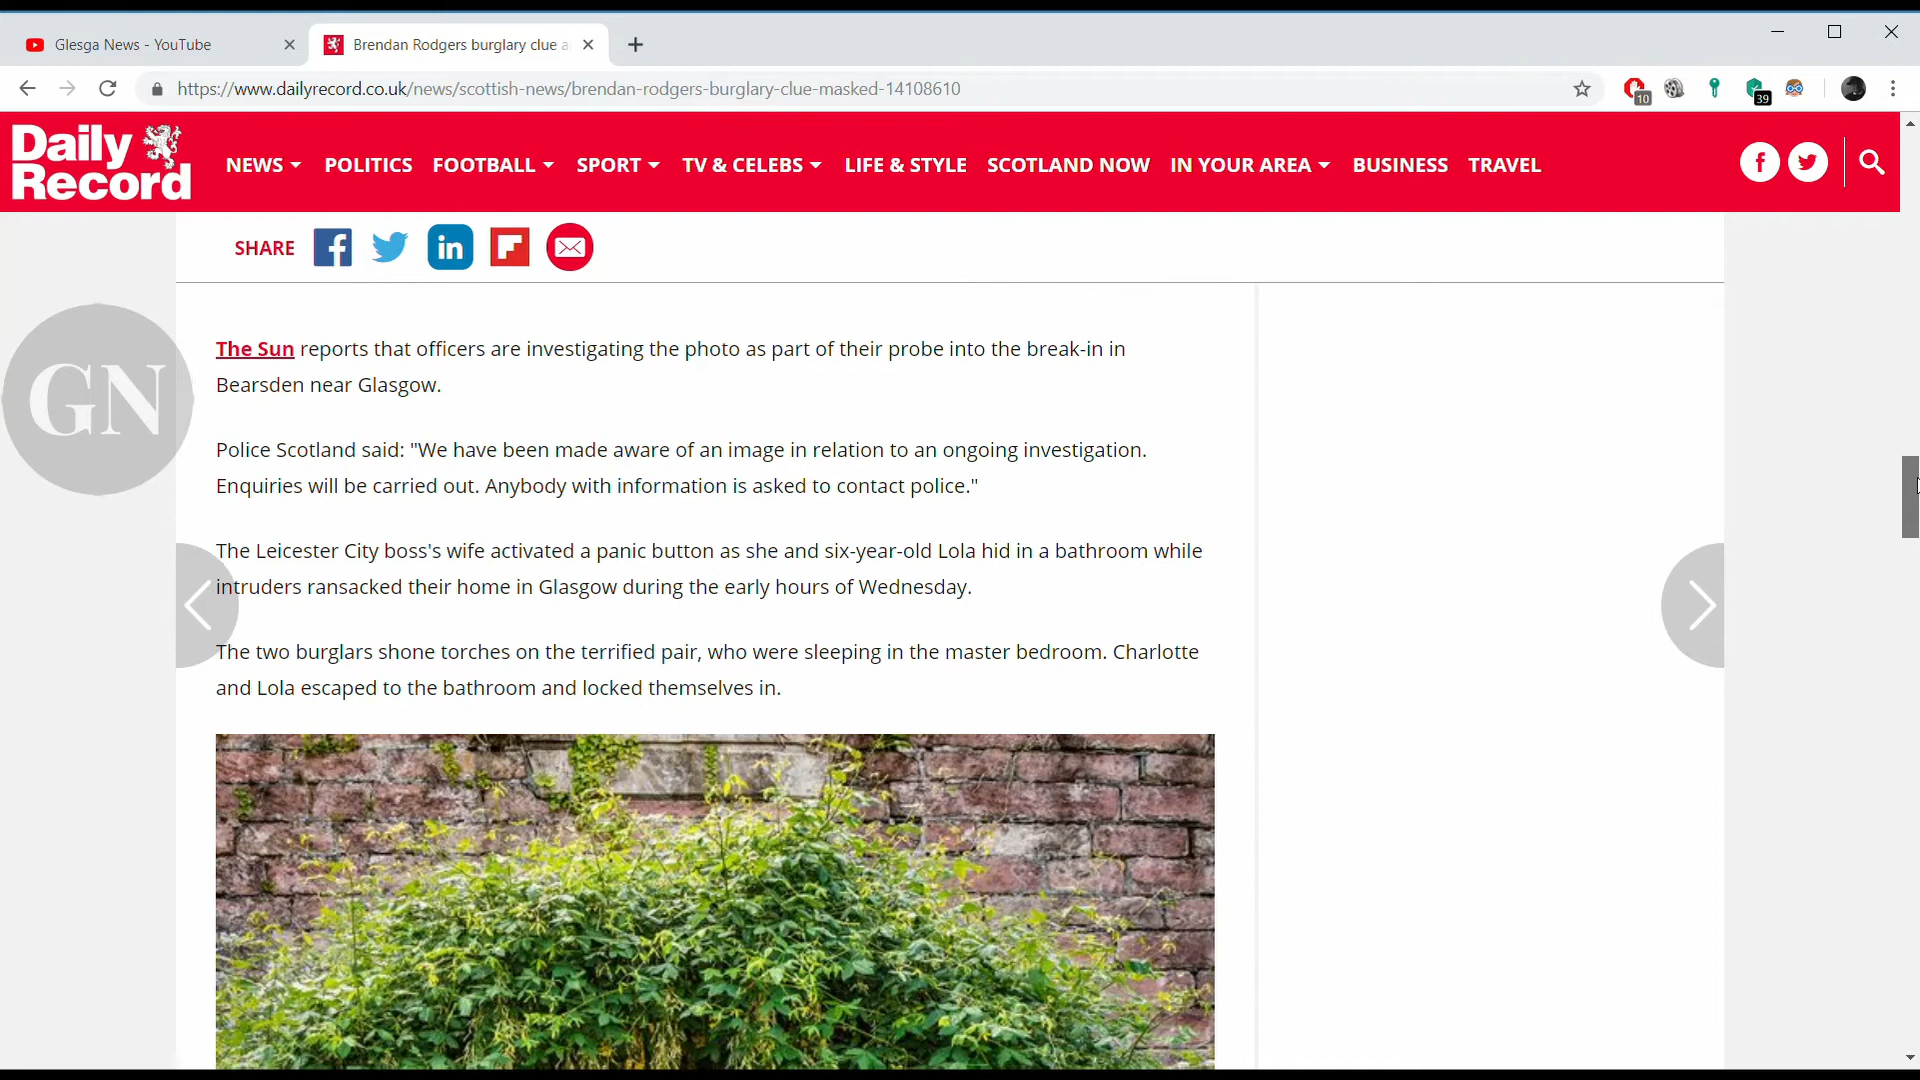 Glesga News - YouTube
Brendan Rodgers burglary clue a
https://www.dailyrecord.co.uk/news/scottish-news/brendan-rodgers-burglary-clue-masked-14108610
10
39
Daily
Record
NEWS POLITICS FOOTBALL SPORT TV & CELEBS LIFE & STYLE SCOTLAND NOW IN YOUR AREA BUSINESS TRAVEL
SHARE
GN
The Sun reports that officers are investigating the photo as part of their probe into the break-in in
Bearsden near Glasgow.
Police Scotland said: "We have been made aware of an image in relation to an ongoing investigation.
Enquiries will be carried out. Anybody with information is asked to contact police."
The Leicester City boss's wife activated a panic button as she and six-year-old Lola hid in a bathroom while
intruders ransacked their home in Glasgow during the early hours of Wednesday.
The two burglars shone torches on the terrified pair, who were sleeping in the master bedroom. Charlotte
and Lola escaped to the bathroom and locked themselves in.